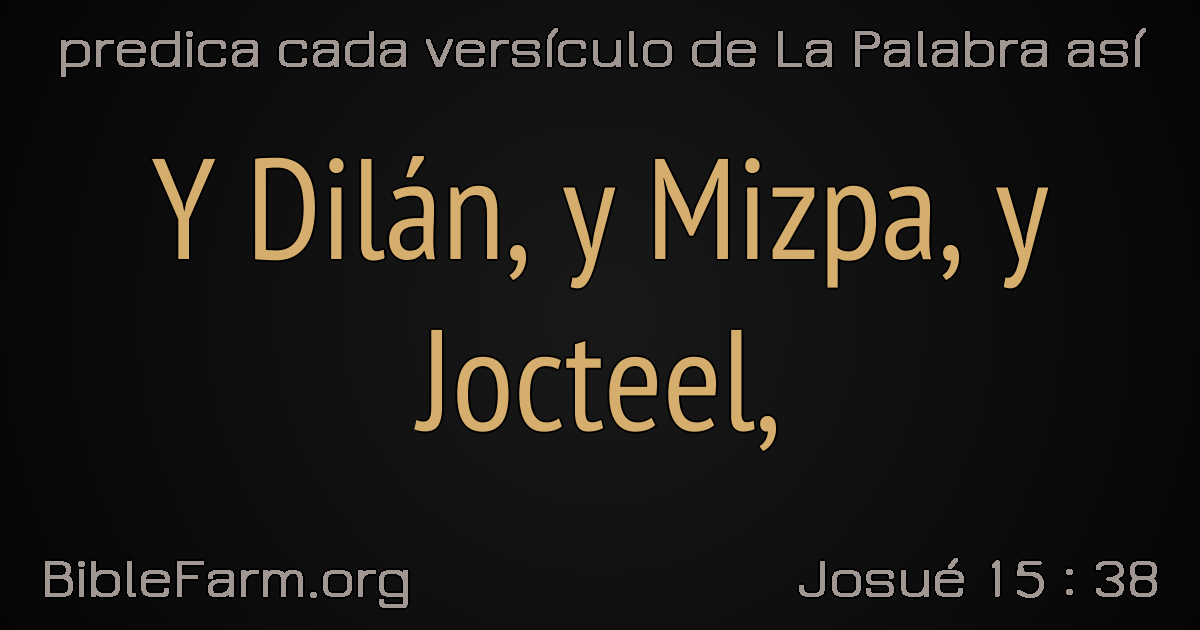 predica cada versículo de La Palabra así
Y Dilán, y Mizpa, y
Jocteel,
BibleFarm.org
Josué 15 : 38